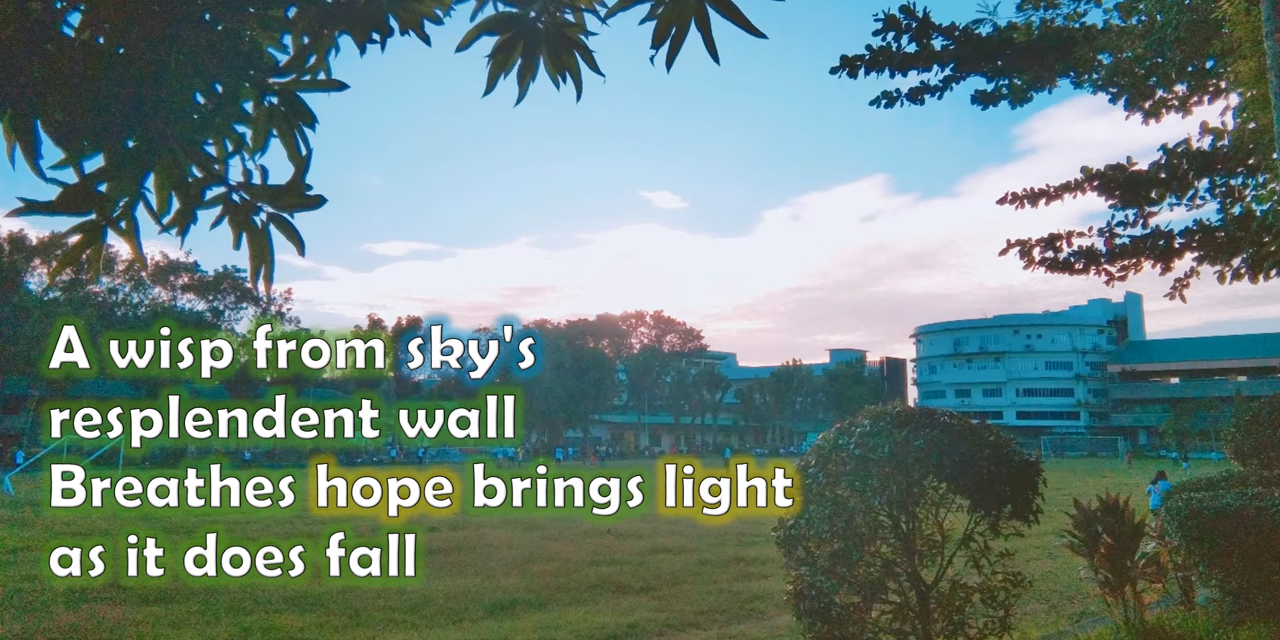 A wisp from sky's
resplendent wall
Breathes hope brings light
as it does fall